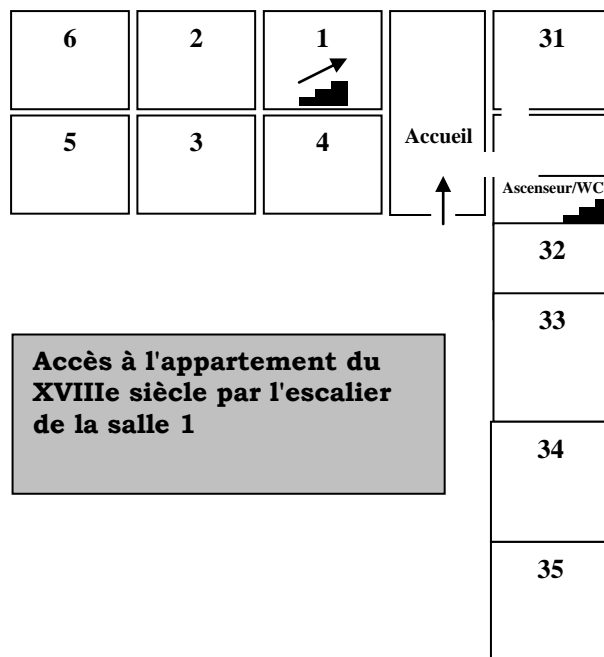 6
2
1
31
5
3
4
Accueil
Ascenseur/WC
32
33
Accès à l'appartement du
XVIIIe siècle par l'escalier
de la salle 1
34
35